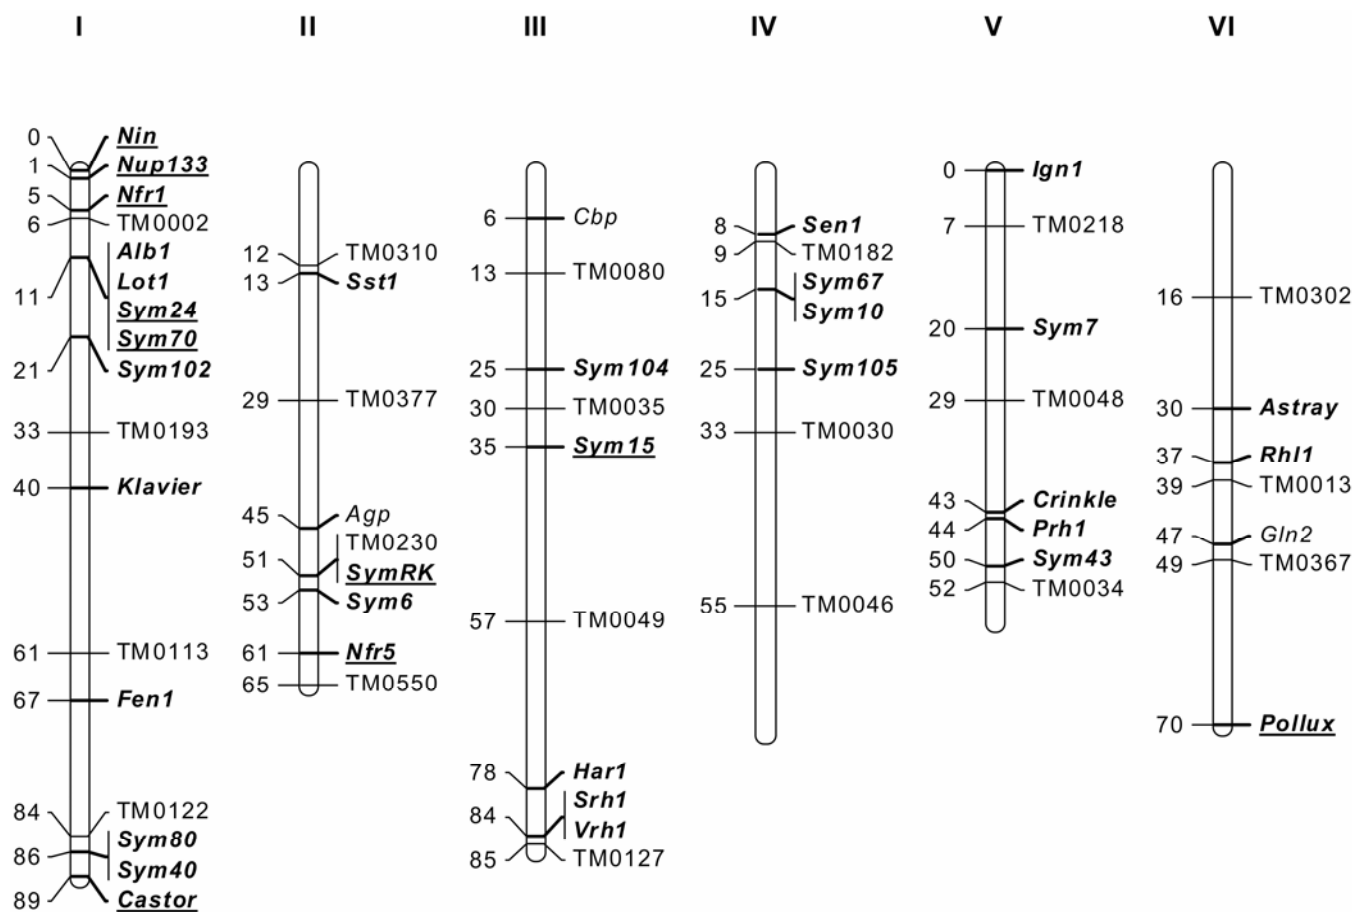 I II III IV V VI
0 Nin
1 Nup133
5 Nfr1
6 TM0002
Alb1
Lot1
11 Sym24
Sym70
21 Sym102
33 TM0193
40 Klavier
61 TM0113
67 Fen1
84 TM0122
Sym80
86
Sym40
89 Castor
12 TM0310
13 Sst1
29 TM0377
45 Agp
TM0230
51
SymRK
53 Sym6
61 Nfr5
65 TM0550
6 Cbp
13 TM0080
25 Sym104
30 TM0035
35 Sym15
57 TM0049
78 Har1
Srh1
84
Vrh1
85 TM0127
8 Sen1
9 TM0182
Sym67
15
Sym10
25 Sym105
33 TM0030
55 TM0046
0 Ign1
7 TM0218
20 Sym7
29 TM0048
43 Crinkle
44 Prh1
50 Sym43
52 TM0034
16 TM0302
30 Astray
37 Rhl1
39 TM0013
47 Gln2
49 TM0367
70 Pollux